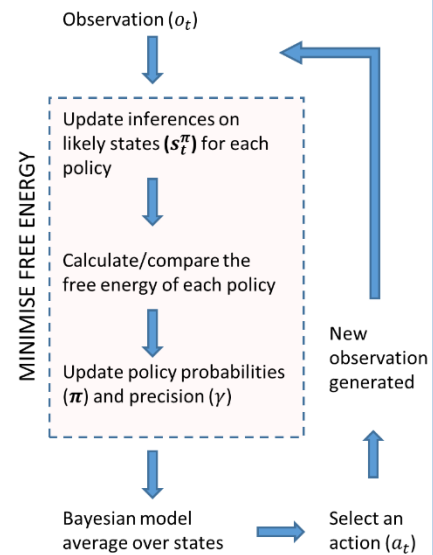 Observation (o_t)
MINIMISE FREE ENERGY
Update inferences on
likely states (s_t^π) for each
policy
Calculate/compare the
free energy of each policy
Update policy probabilities
(π) and precision (γ)
Bayesian model
average over states
Select an
action (a_t)
New
observation
generated